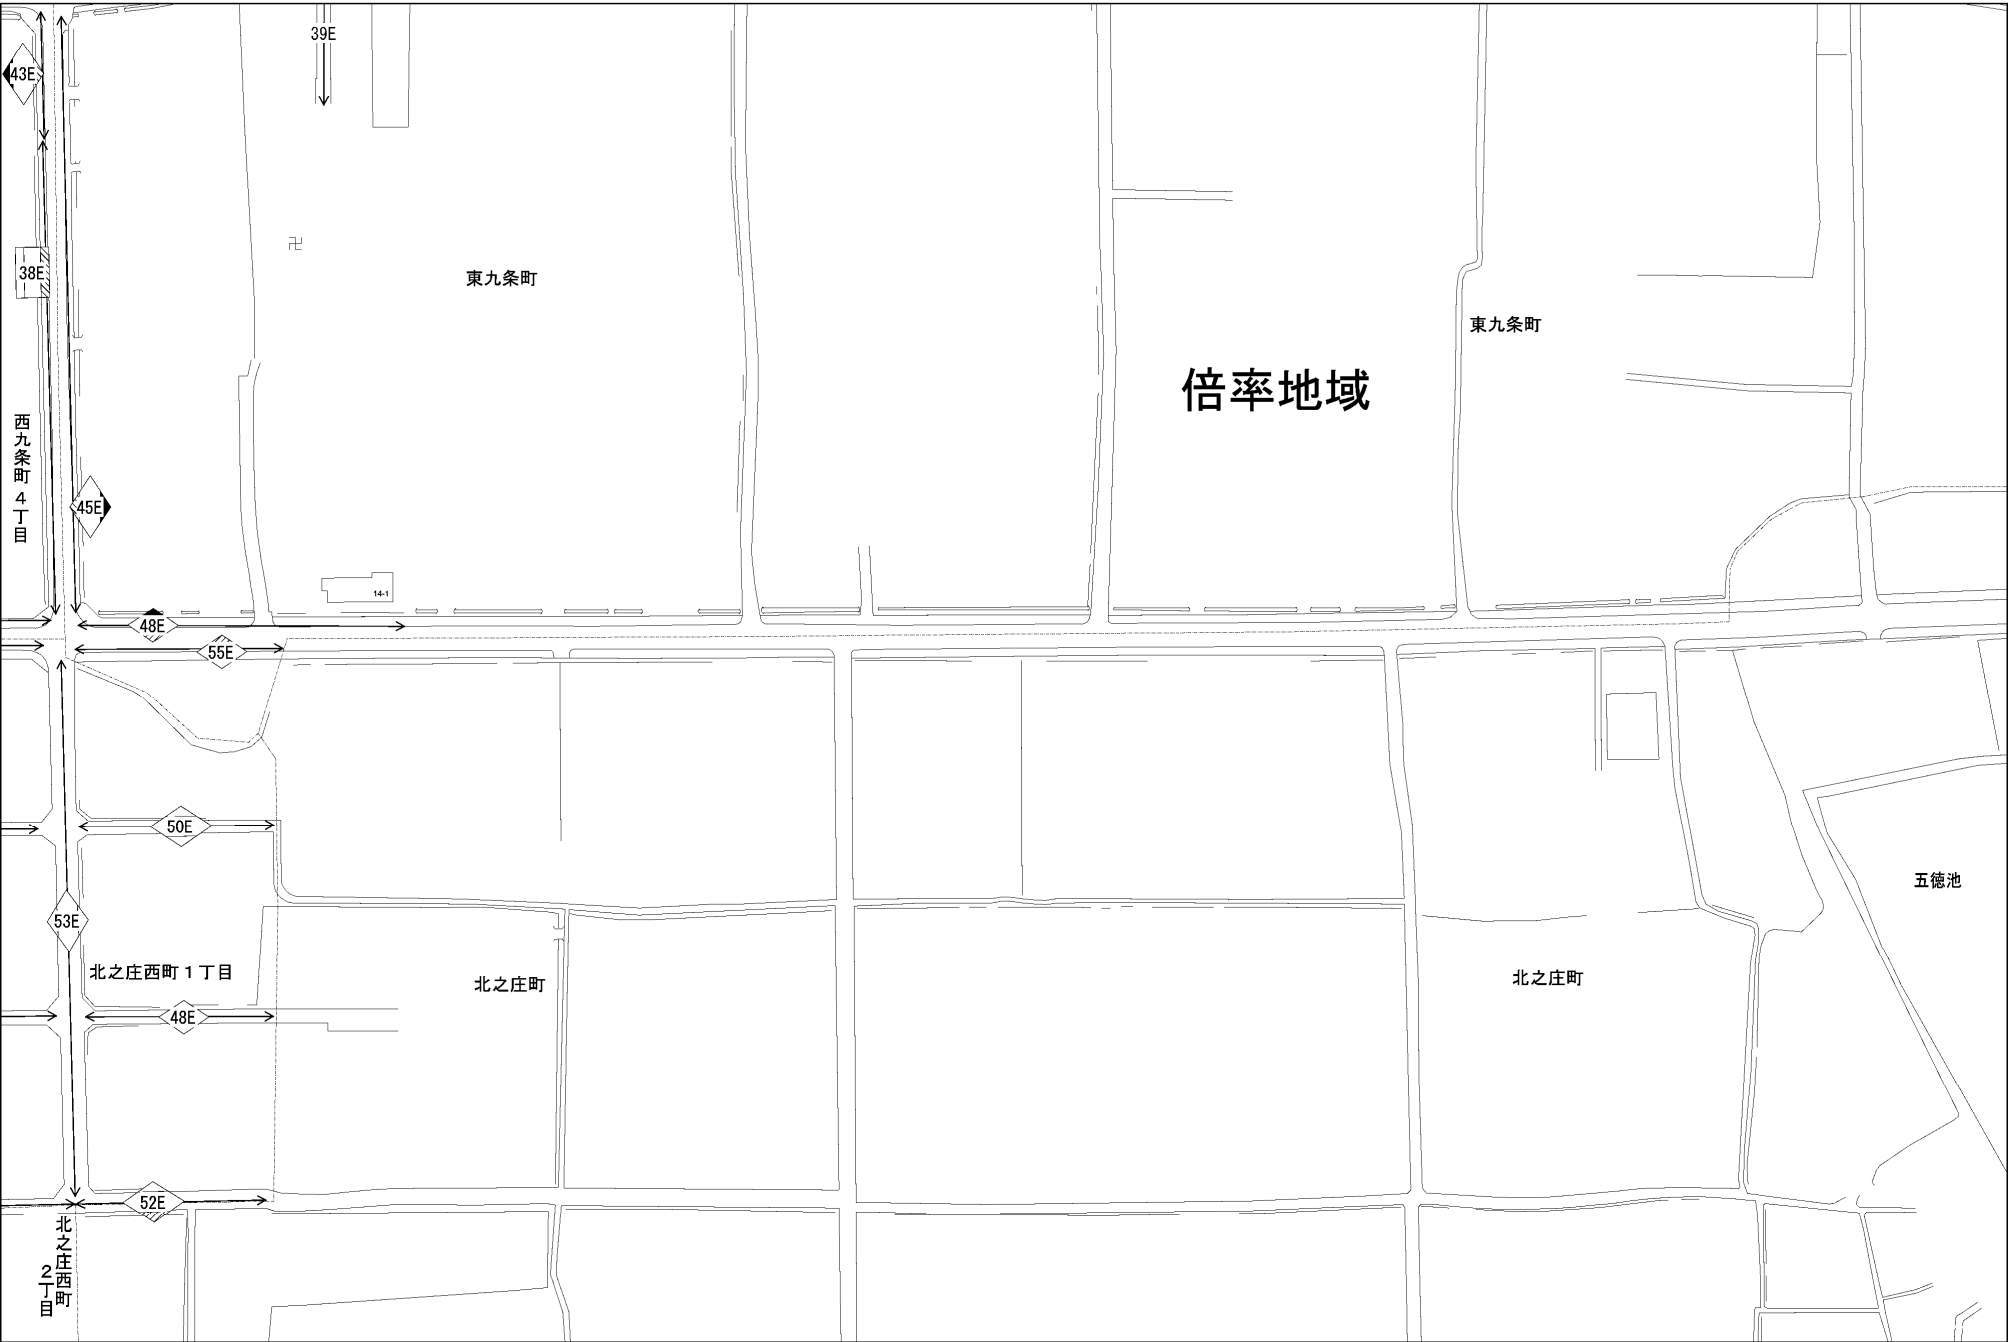 39E
43E
38E
東九条町
東九条町
倍率地域
西九条町4丁目
45E
14-1
48E
55E
50E
五徳池
53E
北之庄西町1丁目
北之庄町
北之庄町
48E
52E
北之庄西町
2丁目